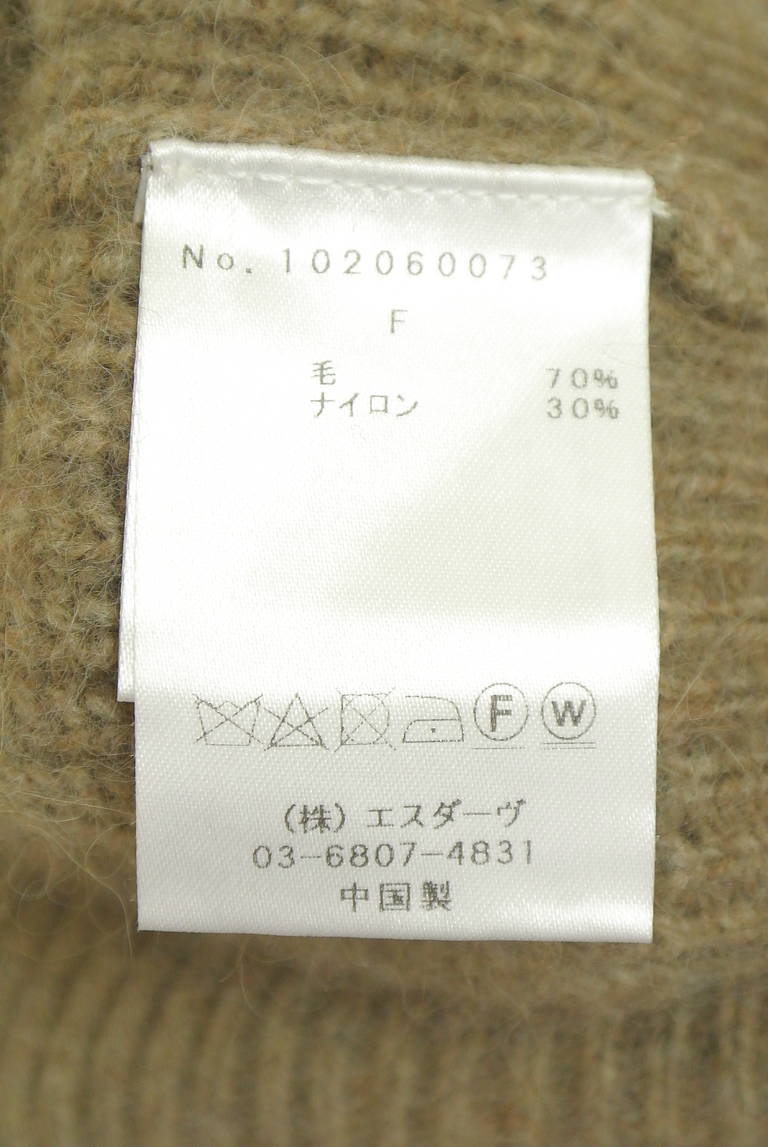 No. 102060073
F
毛 70%
ナイロン 30%
F W
(株) エスダーヴ
03-6807-4831
中国製